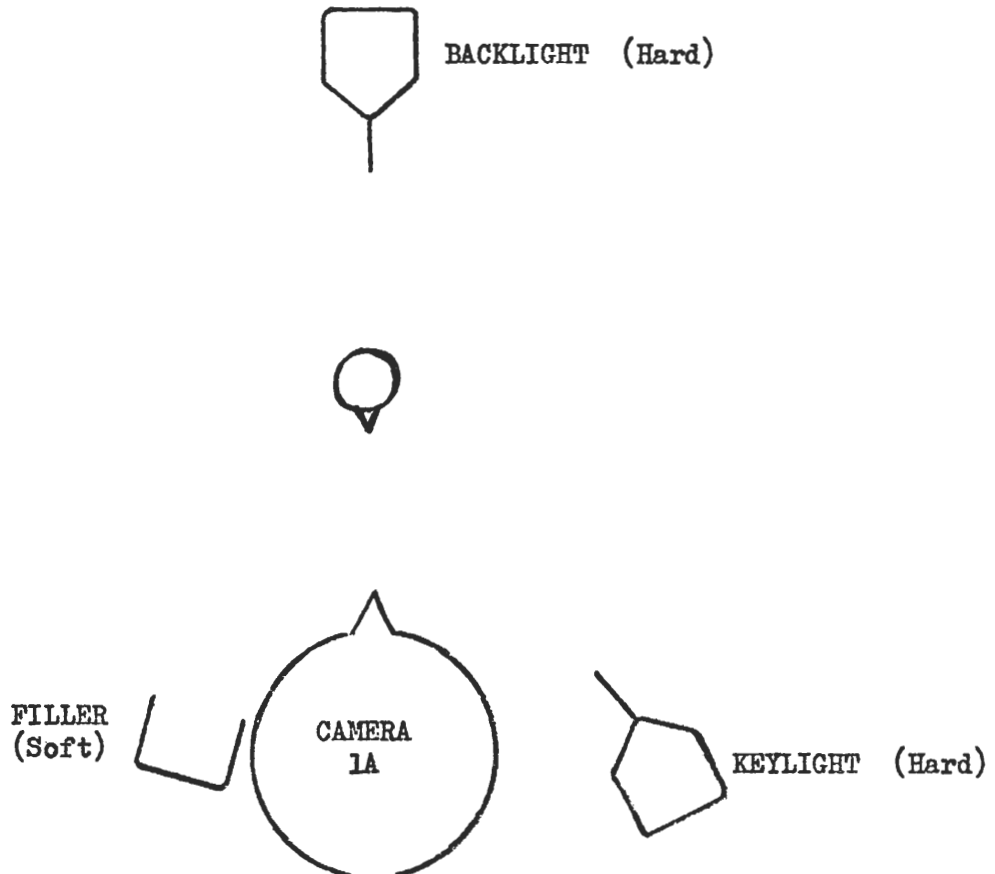 BACKLIGHT (Hard)
FILLER
(Soft)
CAMERA
1A
KEYLIGHT (Hard)